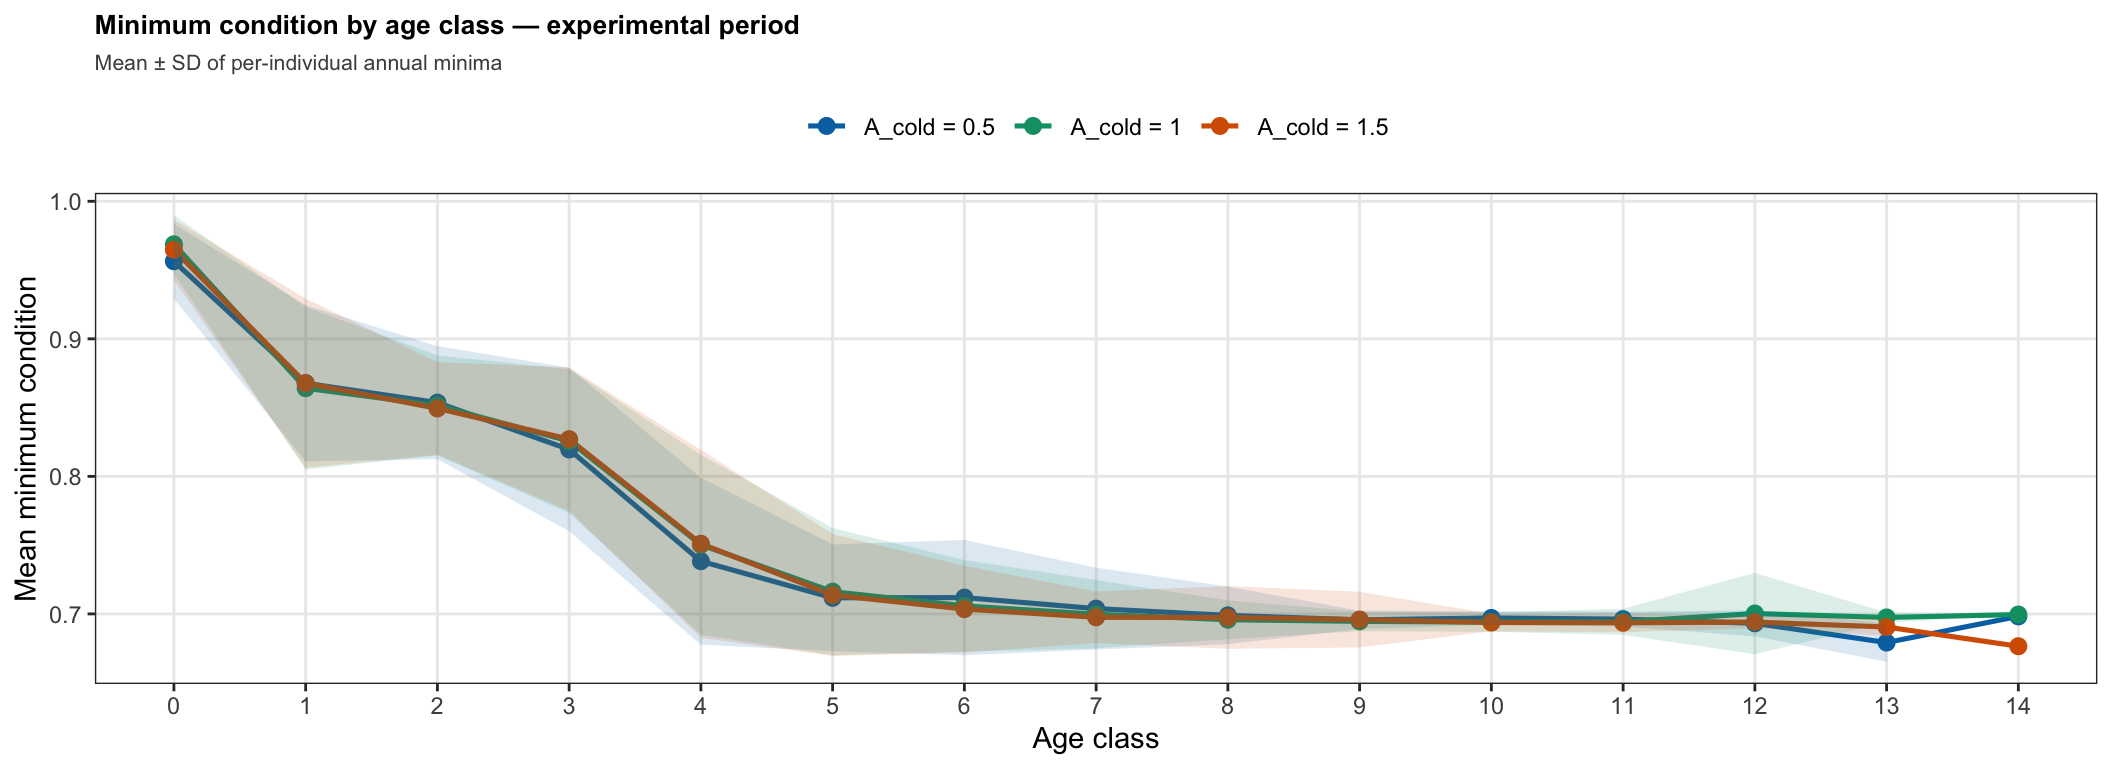 Minimum condition by age class — experimental period
Mean ± SD of per-individual annual minima
A_cold = 0.5 A_cold = 1 A_cold = 1.5
Mean minimum condition
1.0
0.9
0.8
0.7
0 1 2 3 4 5 6 7 8 9 10 11 12 13 14
Age class